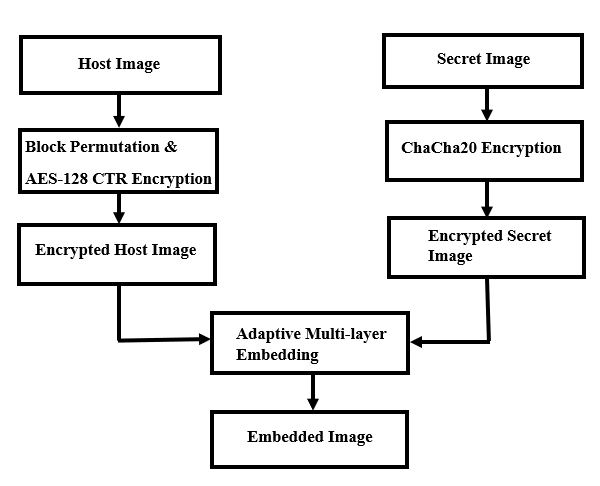 Host Image
Secret Image
Block Permutation &
AES-128 CTR Encryption
ChaCha20 Encryption
Encrypted Host Image
Encrypted Secret
Image
Adaptive Multi-layer
Embedding
Embedded Image